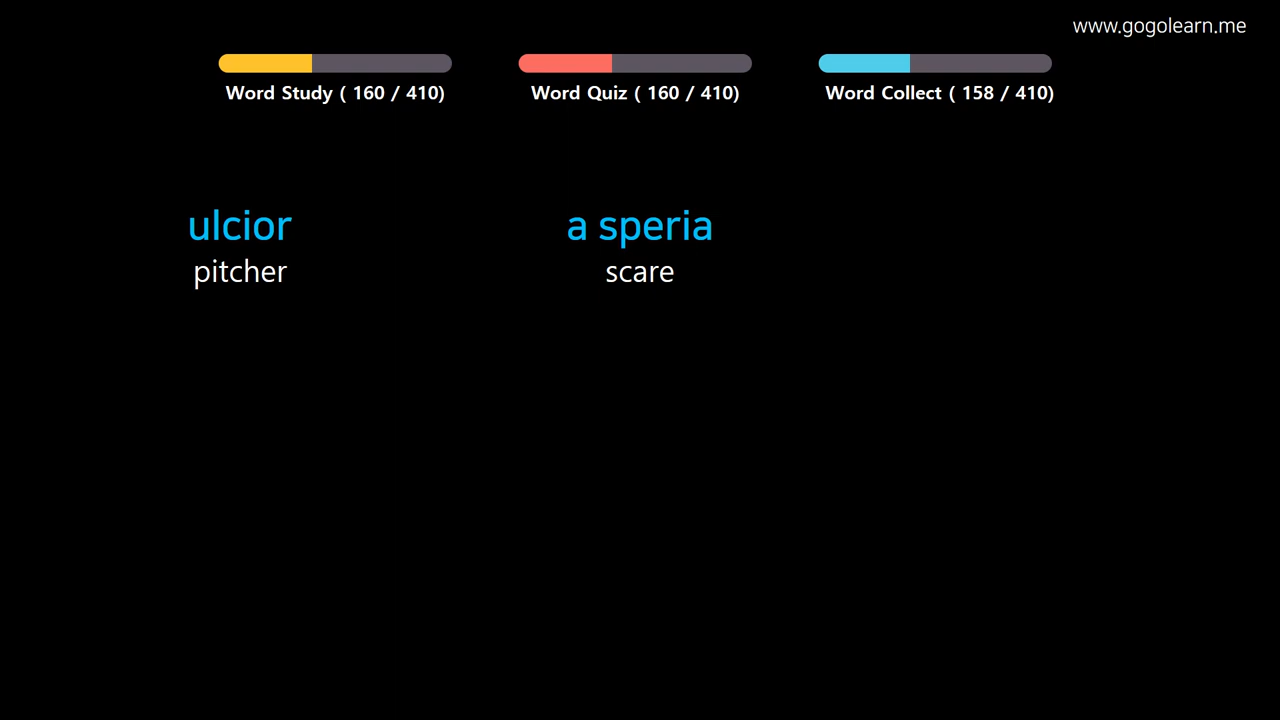 www.gogolearn.me
Word Study ( 160 / 410)
Word Quiz ( 160 / 410)
Word Collect ( 158 / 410)
ulcior
pitcher
a speria
scare